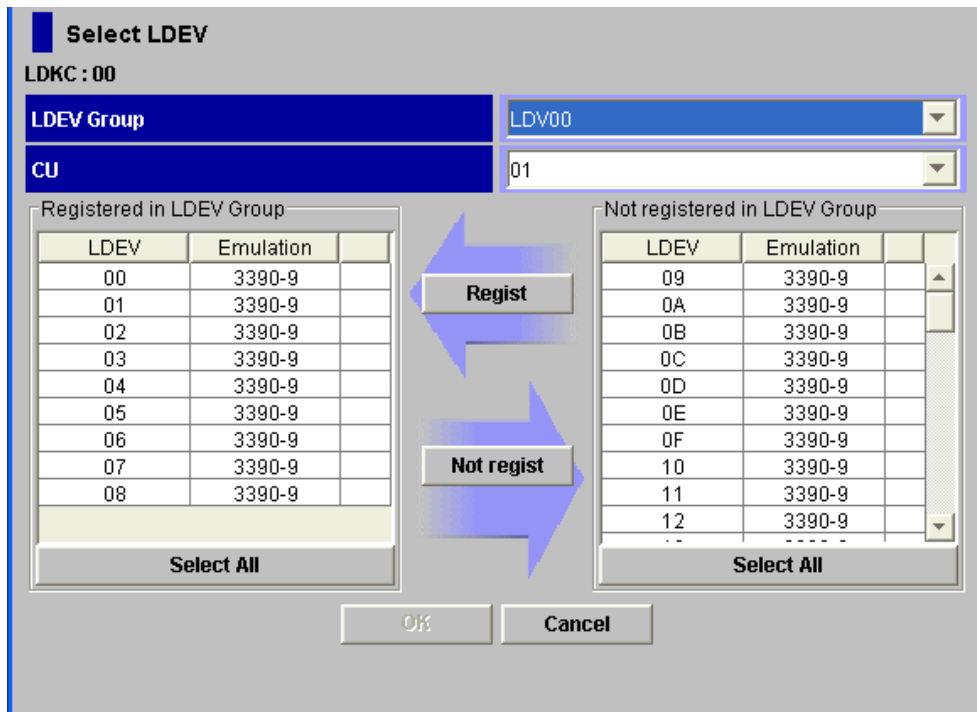 Select LDEV
LDKC : 00
LDEV Group LDV00
CU 01
Registered in LDEV Group
LDEV Emulation
00 3390-9
01 3390-9
02 3390-9
03 3390-9
04 3390-9
05 3390-9
06 3390-9
07 3390-9
08 3390-9
Select All
Regist
Not regist
Not registered in LDEV Group
LDEV Emulation
09 3390-9
0A 3390-9
0B 3390-9
0C 3390-9
0D 3390-9
0E 3390-9
0F 3390-9
10 3390-9
11 3390-9
12 3390-9
Select All
OK Cancel